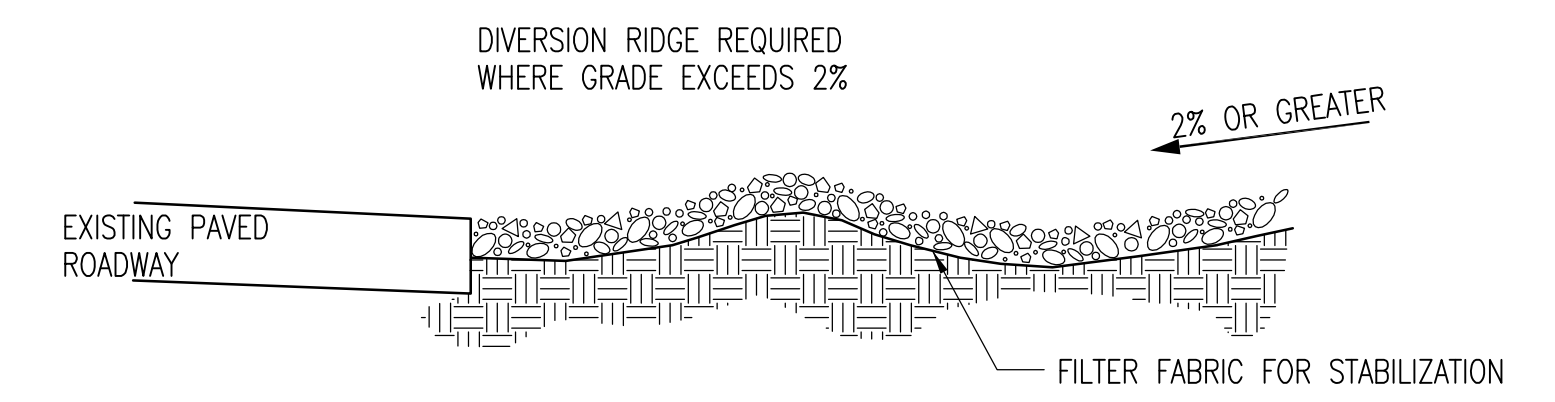 DIVERSION RIDGE REQUIRED
WHERE GRADE EXCEEDS 2%
2% OR GREATER
EXISTING PAVED
ROADWAY
FILTER FABRIC FOR STABILIZATION